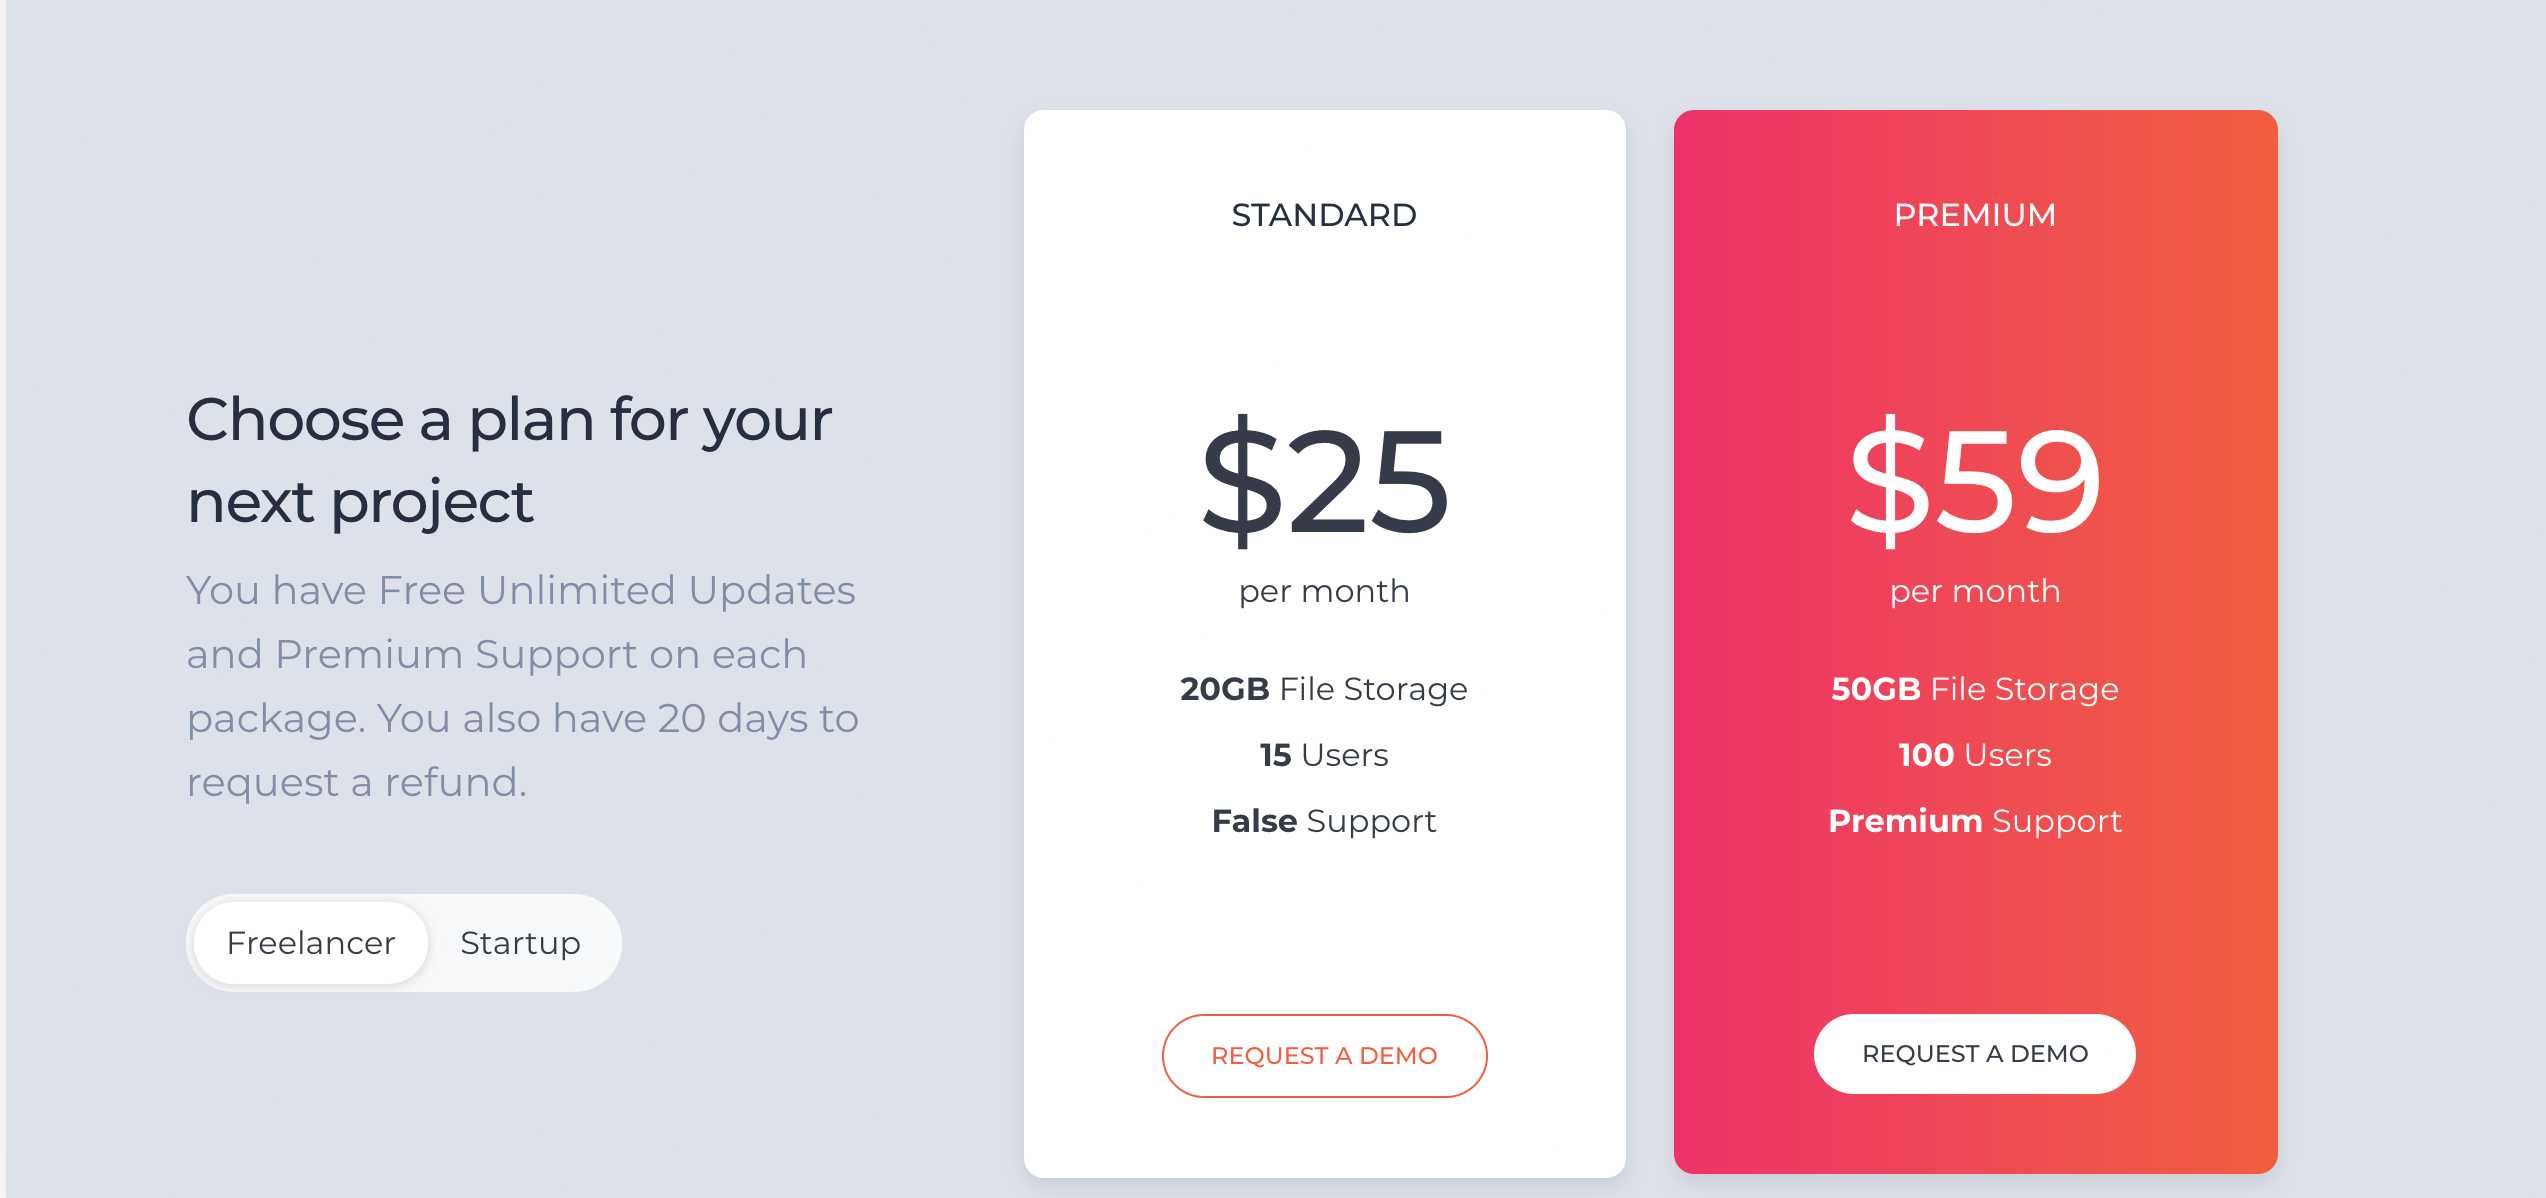 Choose a plan for your
next project
You have Free Unlimited Updates
and Premium Support on each
package. You also have 20 days to
request a refund.
Freelancer
Startup
STANDARD
$25
per month
20GB File Storage
15 Users
False Support
REQUEST A DEMO
PREMIUM
$59
per month
50GB File Storage
100 Users
Premium Support
REQUEST A DEMO